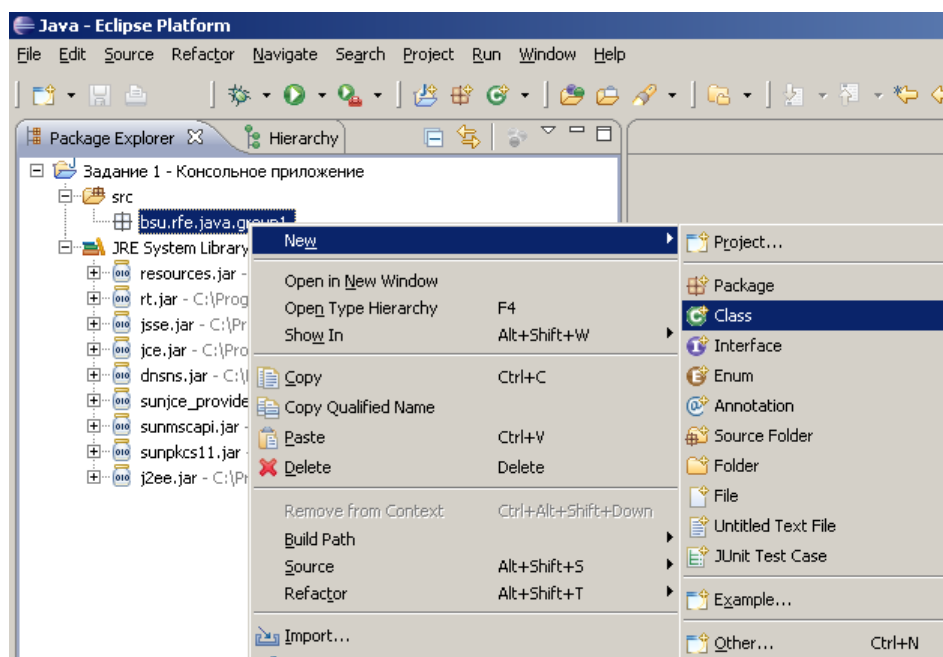 Java - Eclipse Platform
File Edit Source Refactor Navigate Search Project Run Window Help
Package Explorer Hierarchy
Задание 1 - Консольное приложение
src
bsu.rfe.java.group1
JRE System Library
resources.jar -
rt.jar - C:\Prog
jsse.jar - C:\Pr
jce.jar - C:\Pro
dnsns.jar - C:\
sunjce_provide
sunmscapi.jar -
sunpkcs11.jar
j2ee.jar - C:\Pr
New
Open in New Window
Open Type Hierarchy F4
Show In Alt+Shift+W
Copy Ctrl+C
Copy Qualified Name
Paste Ctrl+V
Delete Delete
Remove from Context Ctrl+Alt+Shift+Down
Build Path
Source Alt+Shift+S
Refactor Alt+Shift+T
Import...
Project...
Package
Class
Interface
Enum
Annotation
Source Folder
Folder
File
Untitled Text File
JUnit Test Case
Example...
Other... Ctrl+N